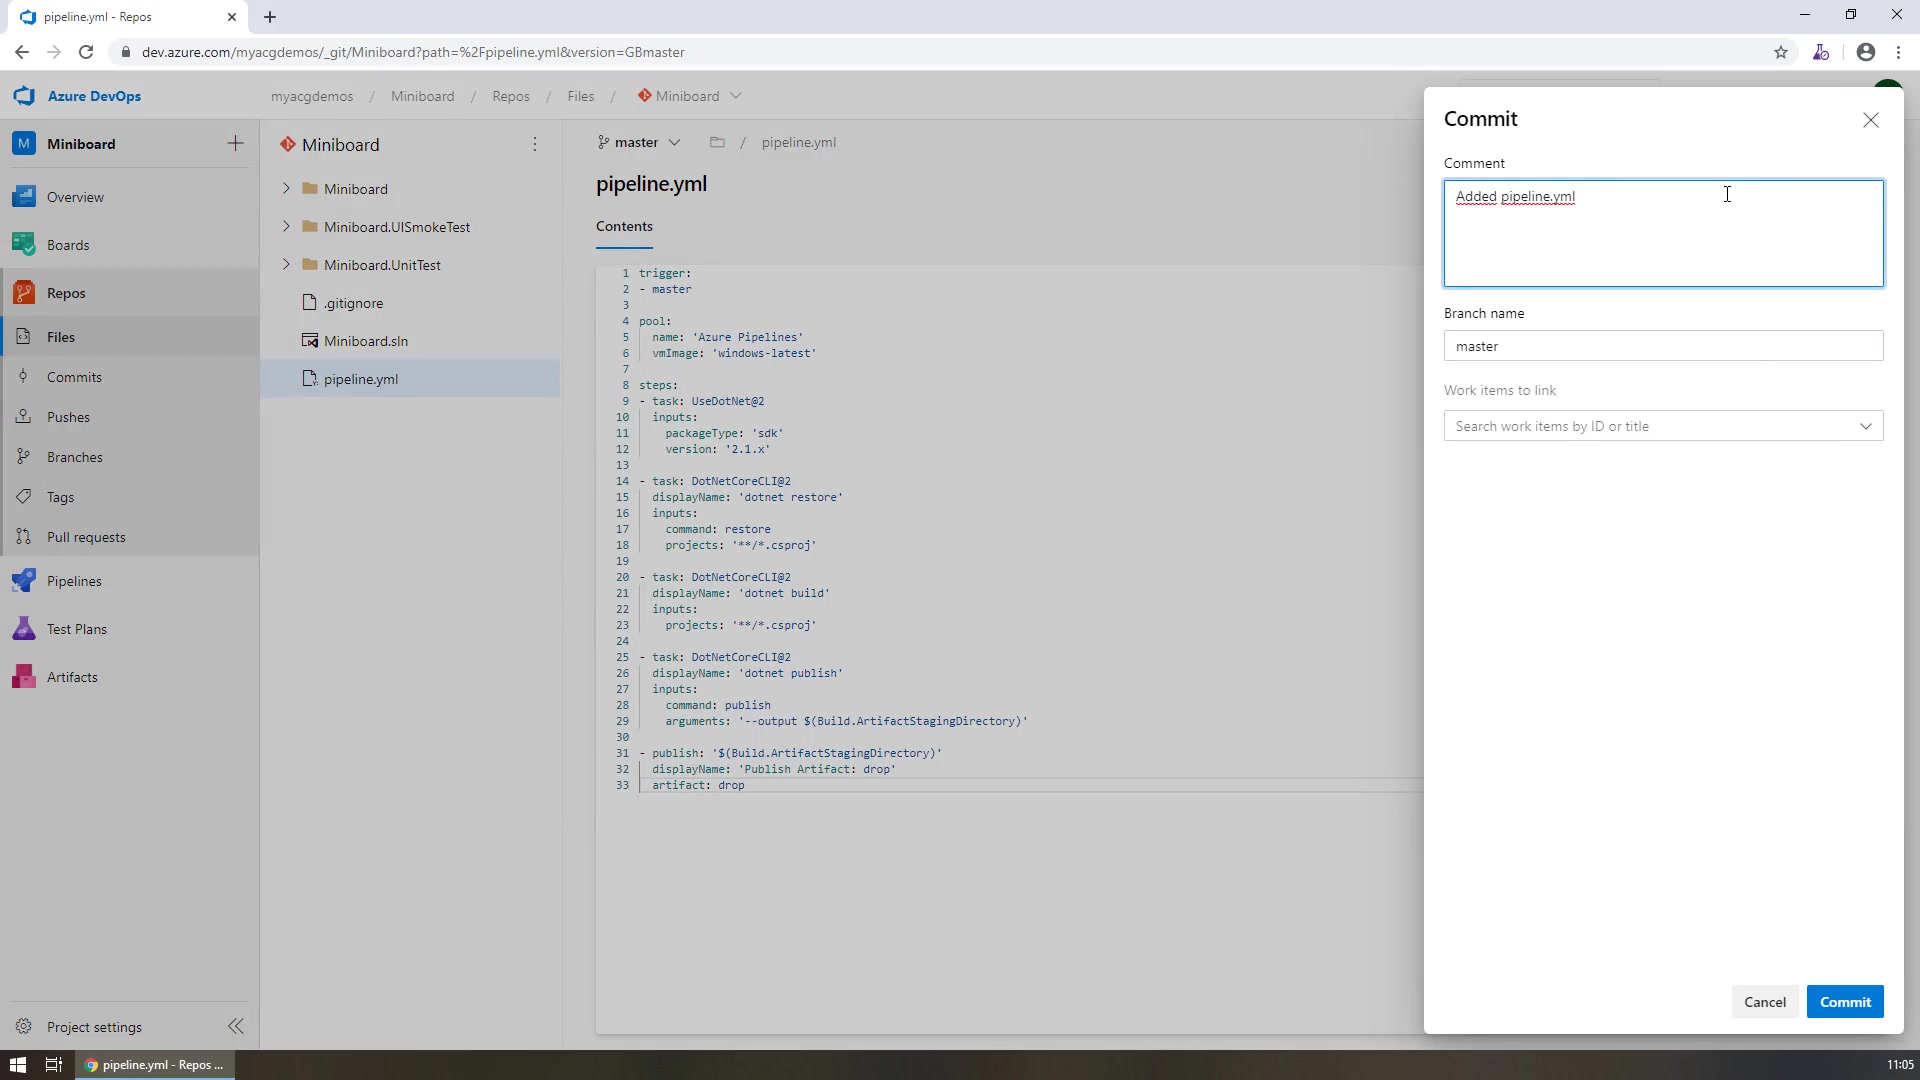 pipeline.yml - Repos
dev.azure.com/myacgdemos/_git/Miniboard?path=%2Fpipeline.yml&version=GBmaster
Azure DevOps
myacgdemos / Miniboard / Repos / Files / Miniboard
M Miniboard
Overview
Boards
Repos
Files
Commits
Pushes
Branches
Tags
Pull requests
Pipelines
Test Plans
Artifacts
Project settings
Miniboard
Miniboard
Miniboard.UISmokeTest
Miniboard.UnitTest
.gitignore
Miniboard.sln
pipeline.yml
master / pipeline.yml
pipeline.yml
Contents
1 trigger:
2 - master
3
4 pool:
5 name: 'Azure Pipelines'
6 vmImage: 'windows-latest'
7
8 steps:
9 - task: UseDotNet@2
10 inputs:
11 packageType: 'sdk'
12 version: '2.1.x'
13
14 - task: DotNetCoreCLI@2
15 displayName: 'dotnet restore'
16 inputs:
17 command: restore
18 projects: '**/*.csproj'
19
20 - task: DotNetCoreCLI@2
21 displayName: 'dotnet build'
22 inputs:
23 projects: '**/*.csproj'
24
25 - task: DotNetCoreCLI@2
26 displayName: 'dotnet publish'
27 inputs:
28 command: publish
29 arguments: '--output $(Build.ArtifactStagingDirectory)'
30
31 - publish: '$(Build.ArtifactStagingDirectory)'
32 displayName: 'Publish Artifact: drop'
33 artifact: drop
Commit
Comment
Added pipeline.yml
Branch name
master
Work items to link
Search work items by ID or title
Cancel
Commit
pipeline.yml - Repos ...
11:05